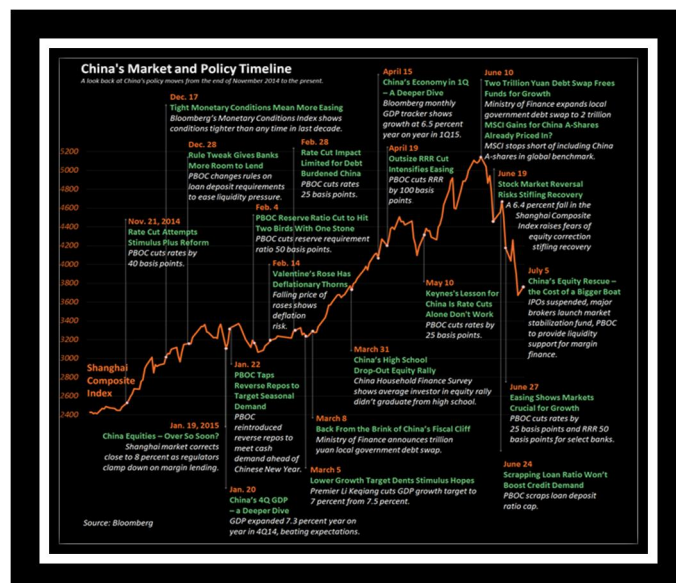 China's Market and Policy Timeline
A look back at China's policy moves from the end of November 2014 to the present.
Dec. 17
Tight Monetary Conditions Mean More Easing
Bloomberg's Monetary Conditions Index shows
conditions tighter than any time in last decade.
Dec. 28
Rule Tweak Gives Banks
More Room to Lend
PBOC changes rules on
loan deposit requirements
to ease liquidity pressure.
Feb. 28
Rate Cut Impact
Limited for Debt
Burdened China
PBOC cuts rates
25 basis points.
April 15
China's Economy in 1Q
– A Deeper Dive
Bloomberg monthly
GDP tracker shows
growth at 6.5 percent
year on year in 1Q15.
April 19
Outsize RRR Cut
Intensifies Easing
PBOC cuts RRR
by 100 basis
points
June 10
Two Trillion Yuan Debt Swap Frees
Funds for Growth
Ministry of Finance expands local
government debt swap to 2 trillion
MSCI Gains for China A-Shares
Already Priced In?
MSCI stops short of including China
A-shares in global benchmark.
June 19
Stock Market Reversal
Risks Stifling Recovery
A 6.4 percent fall in the
Shanghai Composite
Index raises fears of
equity correction
stifling recovery
Nov. 21, 2014
Rate Cut Attempts
Stimulus Plus Reform
PBOC cuts rates by
40 basis points.
Feb. 4
PBOC Reserve Ratio Cut to Hit
Two Birds With One Stone
PBOC cuts reserve requirement
ratio 50 basis points.
Feb. 14
Valentine's Rose Has
Deflationary Thorns
Falling price of
roses shows
deflation
risk.
May 10
Keynes's Lesson for
China Is Rate Cuts
Alone Don't Work
PBOC cuts rates by
25 basis points.
July 5
China's Equity Rescue –
the Cost of a Bigger Boat
IPOs suspended, major
brokers launch market
stabilization fund, PBOC
to provide liquidity
support for margin
finance.
5200
5000
4800
4600
4400
4200
4000
3800
3600
3400
3200
3000
2800
2600
2400
Shanghai
Composite
Index
March 31
China's High School
Drop-Out Equity Rally
China Household Finance Survey
shows average investor in equity rally
didn't graduate from high school.
Jan. 22
PBOC Taps
Reverse Repos to
Target Seasonal
Demand
PBOC
reintroduced
reverse repos to
meet cash
demand ahead of
Chinese New Year.
June 27
Easing Shows Markets
Crucial for Growth
PBOC cuts rates by
25 basis points and RRR 50
basis points for select banks.
Jan. 19, 2015
China Equities – Over So Soon?
Shanghai market corrects
close to 8 percent as regulators
clamp down on margin lending.
March 8
Back From the Brink of China's Fiscal Cliff
Ministry of Finance announces trillion
yuan local government debt swap.
March 5
Lower Growth Target Dents Stimulus Hopes
Premier Li Keqiang cuts GDP growth target to
7 percent from 7.5 percent.
June 24
Scrapping Loan Ratio Won't
Boost Credit Demand
PBOC scraps loan deposit
ratio cap.
Jan. 20
China's 4Q GDP
– a Deeper Dive
GDP expanded 7.3 percent year on
year in 4Q14, beating expectations.
Source: Bloomberg